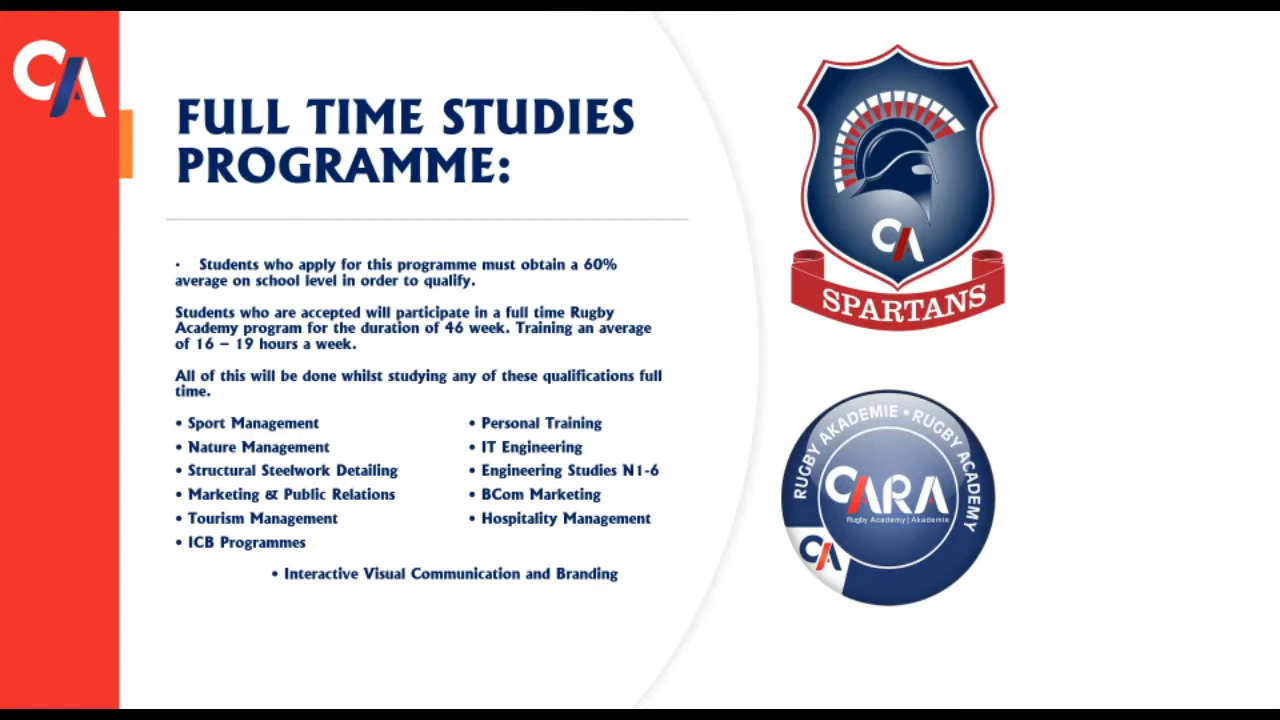 CA
FULL TIME STUDIES
PROGRAMME:
• Students who apply for this programme must obtain a 60%
average on school level in order to qualify.
Students who are accepted will participate in a full time Rugby
Academy program for the duration of 46 week. Training an average
of 16 – 19 hours a week.
All of this will be done whilst studying any of these qualifications full
time.
• Sport Management
• Nature Management
• Structural Steelwork Detailing
• Marketing & Public Relations
• Tourism Management
• ICB Programmes
• Personal Training
• IT Engineering
• Engineering Studies N1-6
• BCom Marketing
• Hospitality Management
• Interactive Visual Communication and Branding
CA
SPARTANS
RUGBY AKADEMIE • RUGBY ACADEMY
CARA
Rugby Academy | Akademie
CA